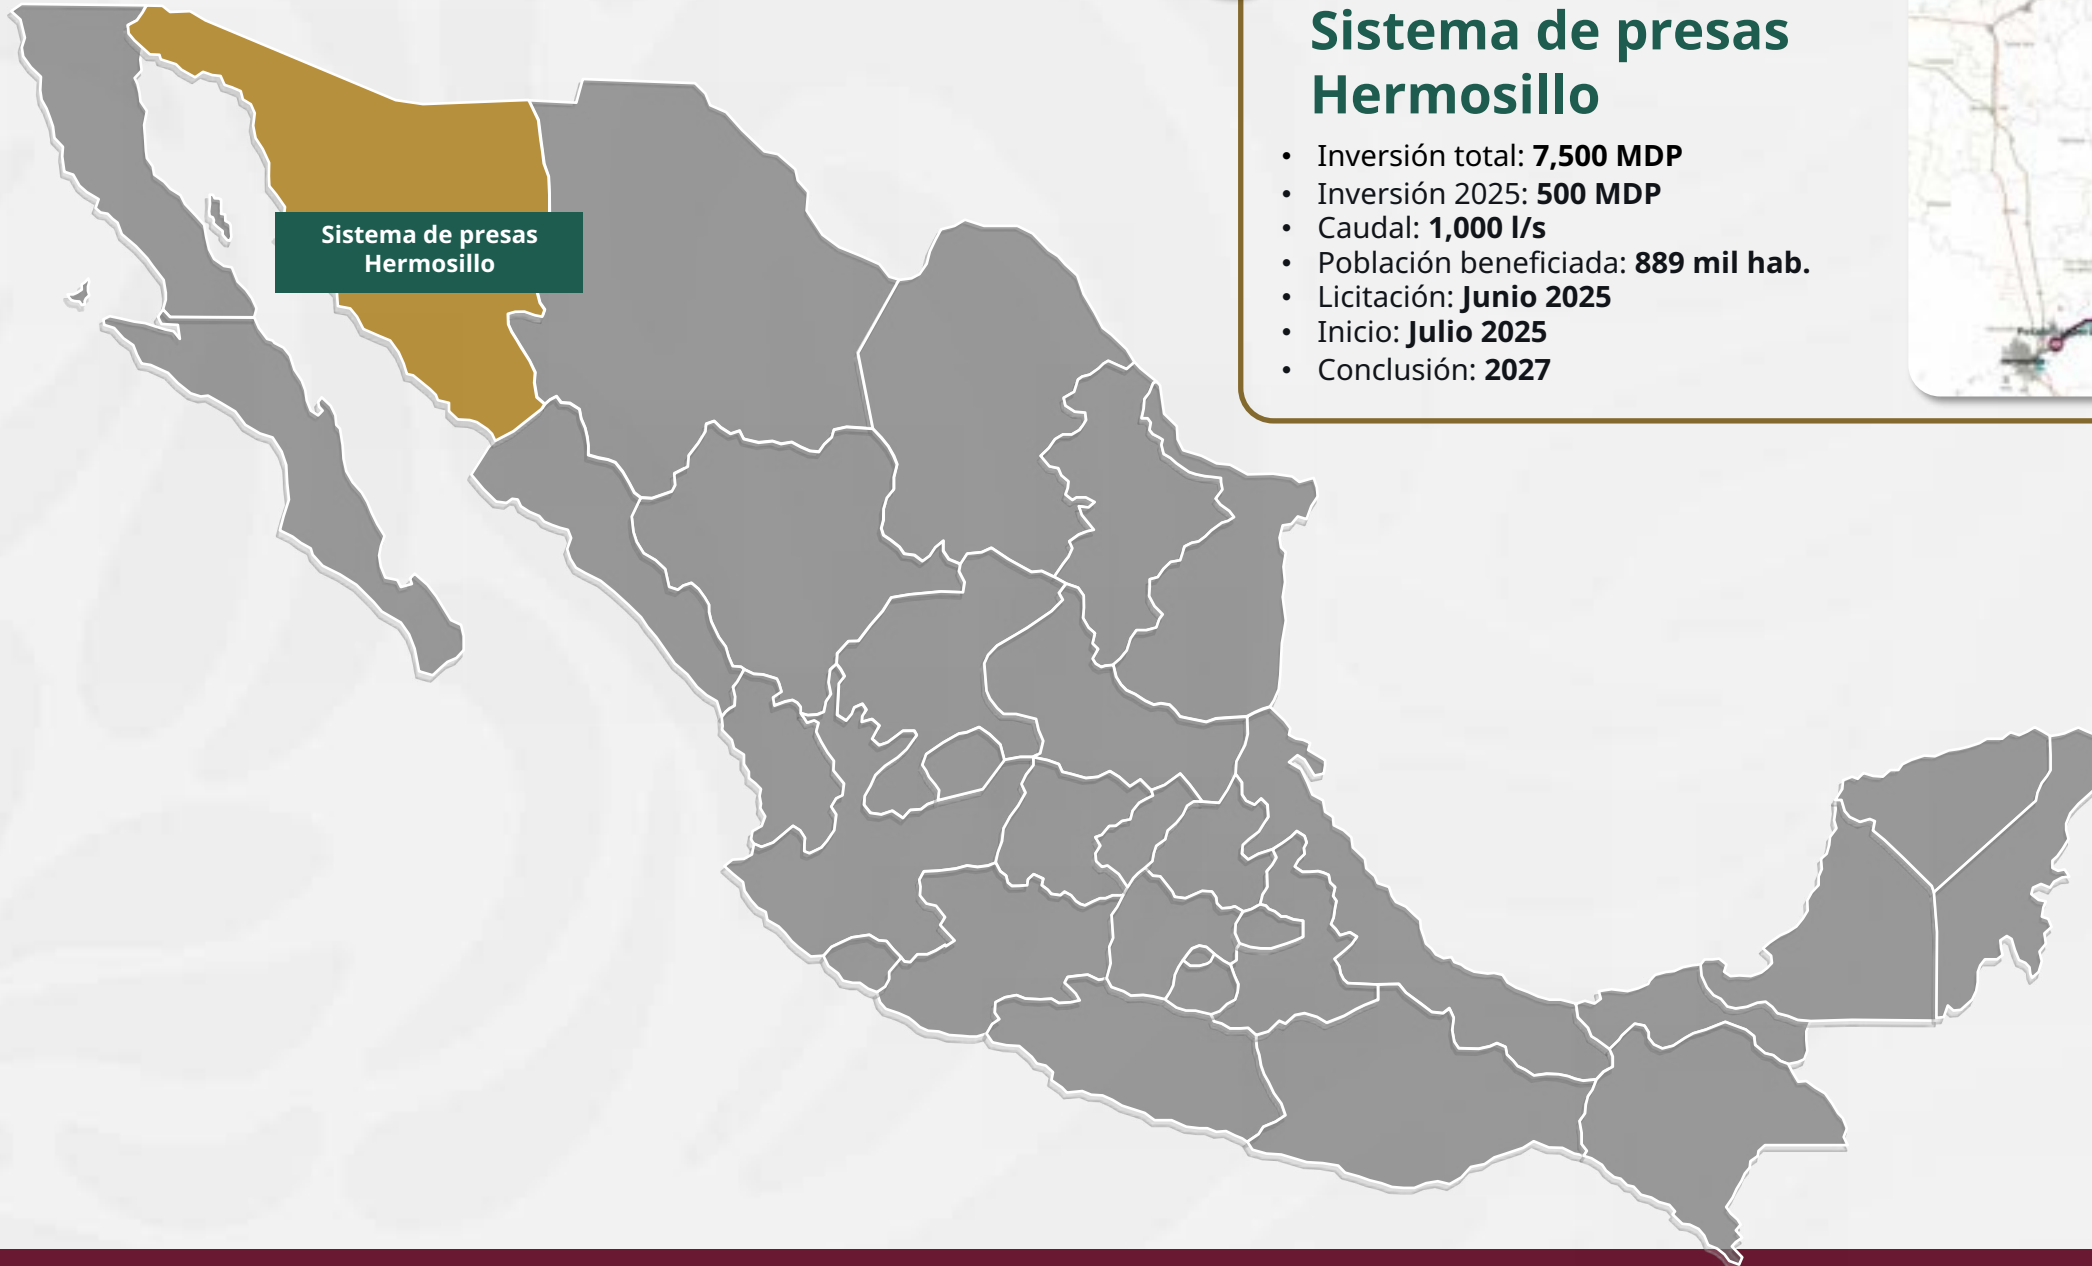 Sistema de presas
Hermosillo
• Inversión total: 7,500 MDP
• Inversión 2025: 500 MDP
• Caudal: 1,000 l/s
• Población beneficiada: 889 mil hab.
• Licitación: Junio 2025
• Inicio: Julio 2025
• Conclusión: 2027
Sistema de presas
Hermosillo